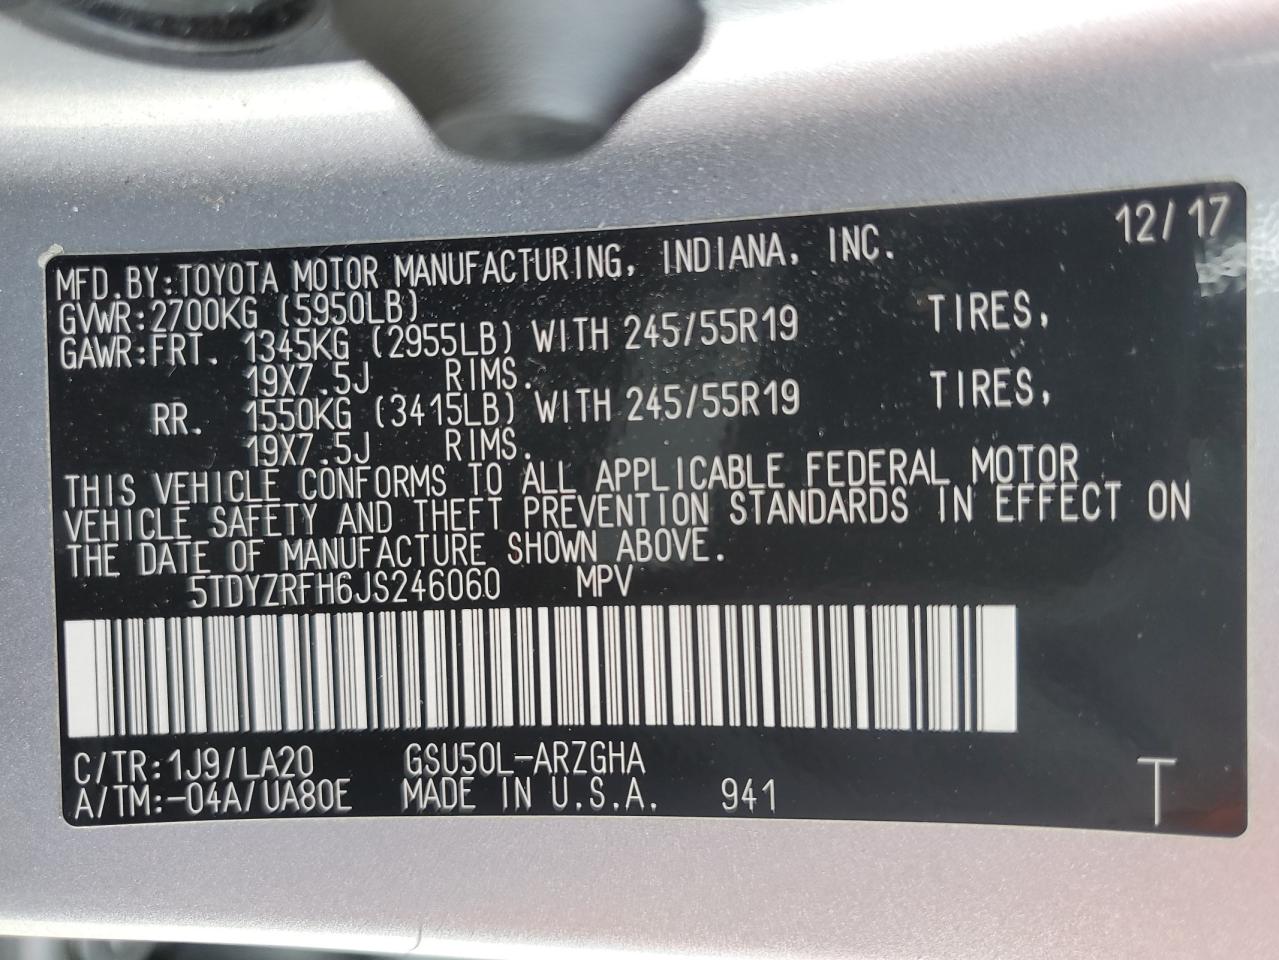 12/17
MFD.BY:TOYOTA MOTOR MANUFACTURING, INDIANA, INC.
GVWR:2700KG (5950LB)
GAWR:FRT. 1345KG (2955LB) WITH 245/55R19 TIRES,
19X7.5J RIMS.
RR. 1550KG (3415LB) WITH 245/55R19 TIRES,
19X7.5J RIMS.
THIS VEHICLE CONFORMS TO ALL APPLICABLE FEDERAL MOTOR
VEHICLE SAFETY AND THEFT PREVENTION STANDARDS IN EFFECT ON
THE DATE OF MANUFACTURE SHOWN ABOVE.
5TDYZRFH6JS246060 MPV
C/TR:1J9/LA20 GSU50L-ARZGHA
A/TM:-04A/UA80E MADE IN U.S.A. 941 T